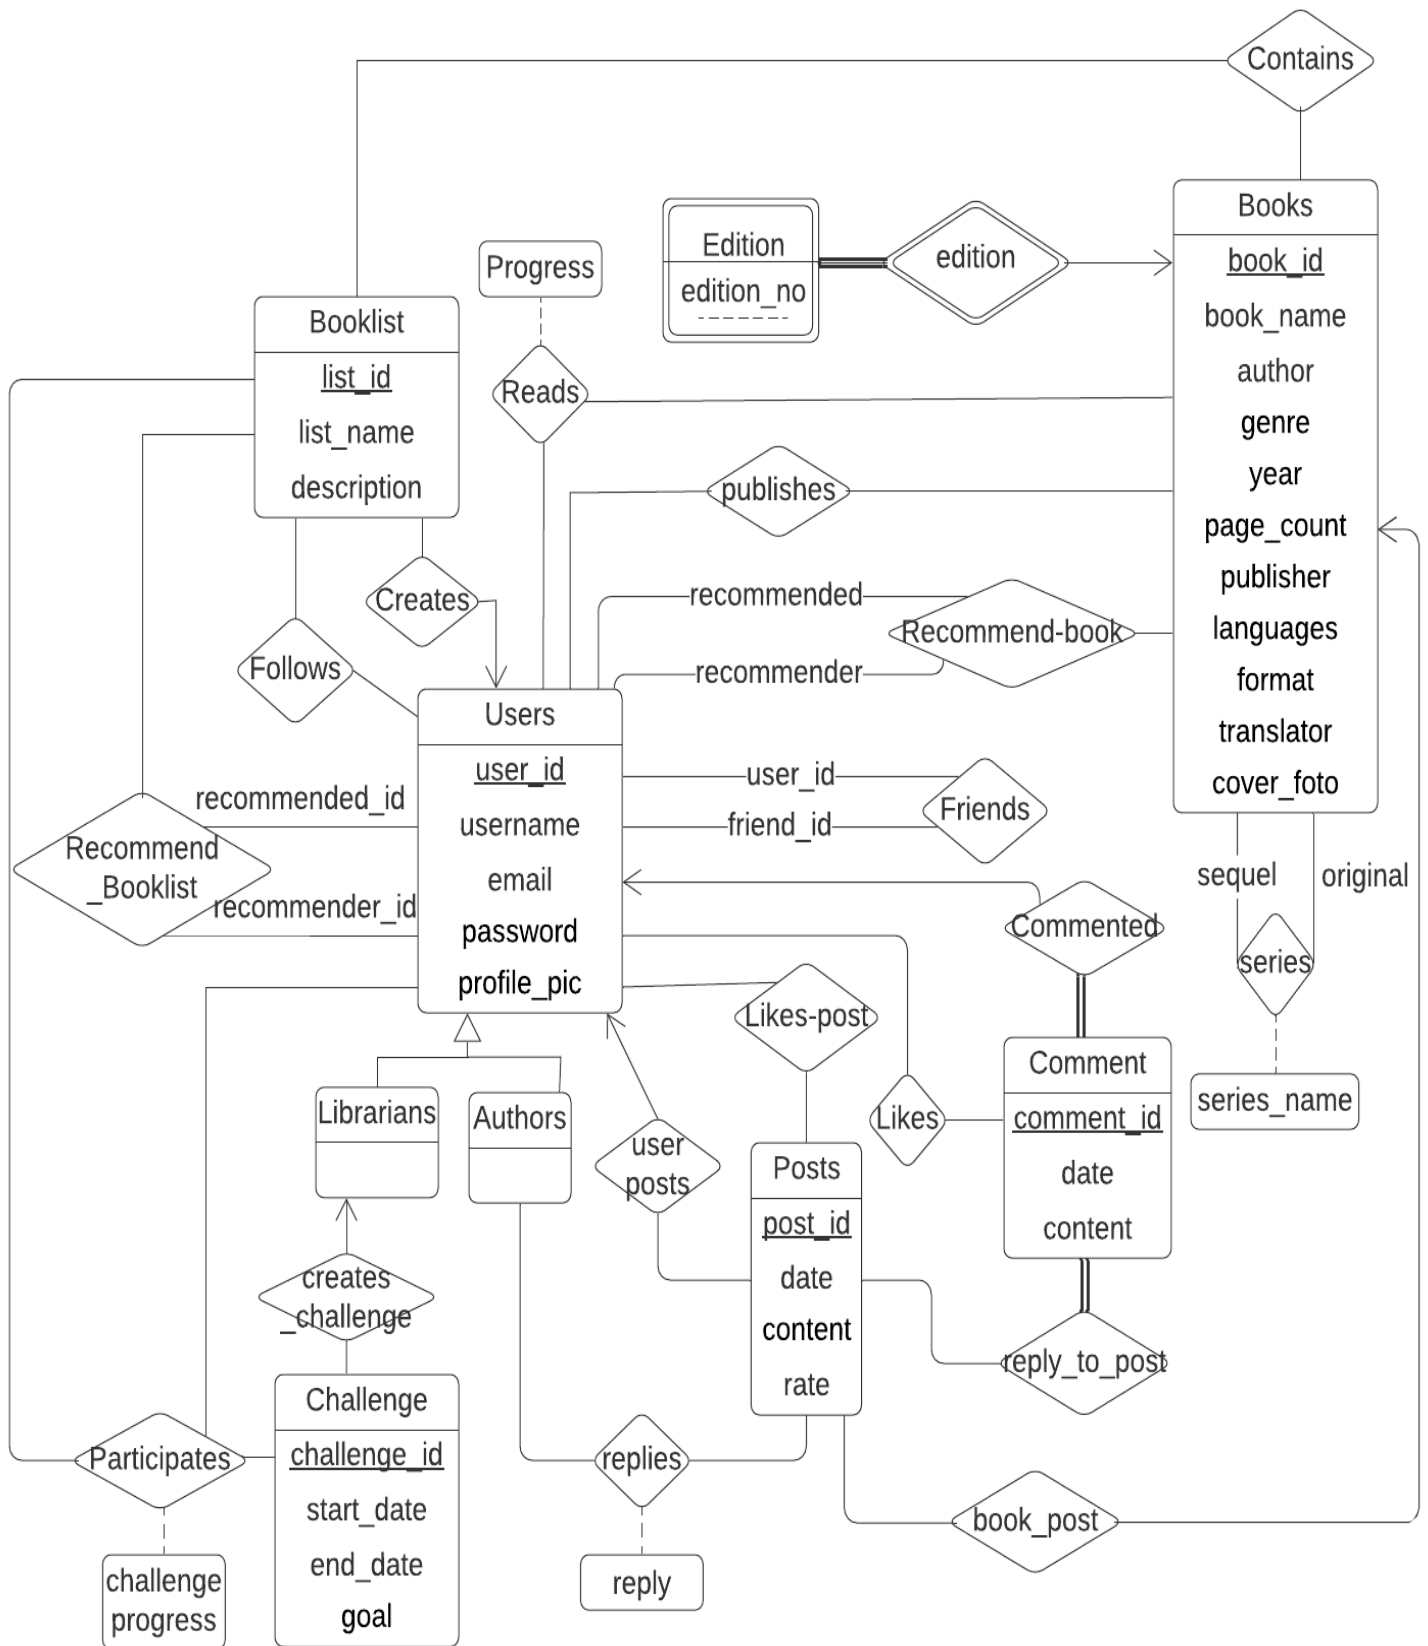 Contains
Books
book_id
book_name
author
genre
year
page_count
publisher
languages
format
translator
cover_foto
Edition
edition_no
edition
Progress
Reads
Booklist
list_id
list_name
description
publishes
Creates
Follows
recommended
Recommend-book
recommender
Users
user_id
username
email
password
profile_pic
user_id
friend_id
Friends
recommended_id
Recommend
_Booklist
recommender_id
sequel
original
series
series_name
Commented
Likes-post
Likes
Comment
comment_id
date
content
Librarians
Authors
user
posts
Posts
post_id
date
content
rate
creates
_challenge
reply_to_post
Challenge
challenge_id
start_date
end_date
goal
Participates
challenge
progress
replies
reply
book_post